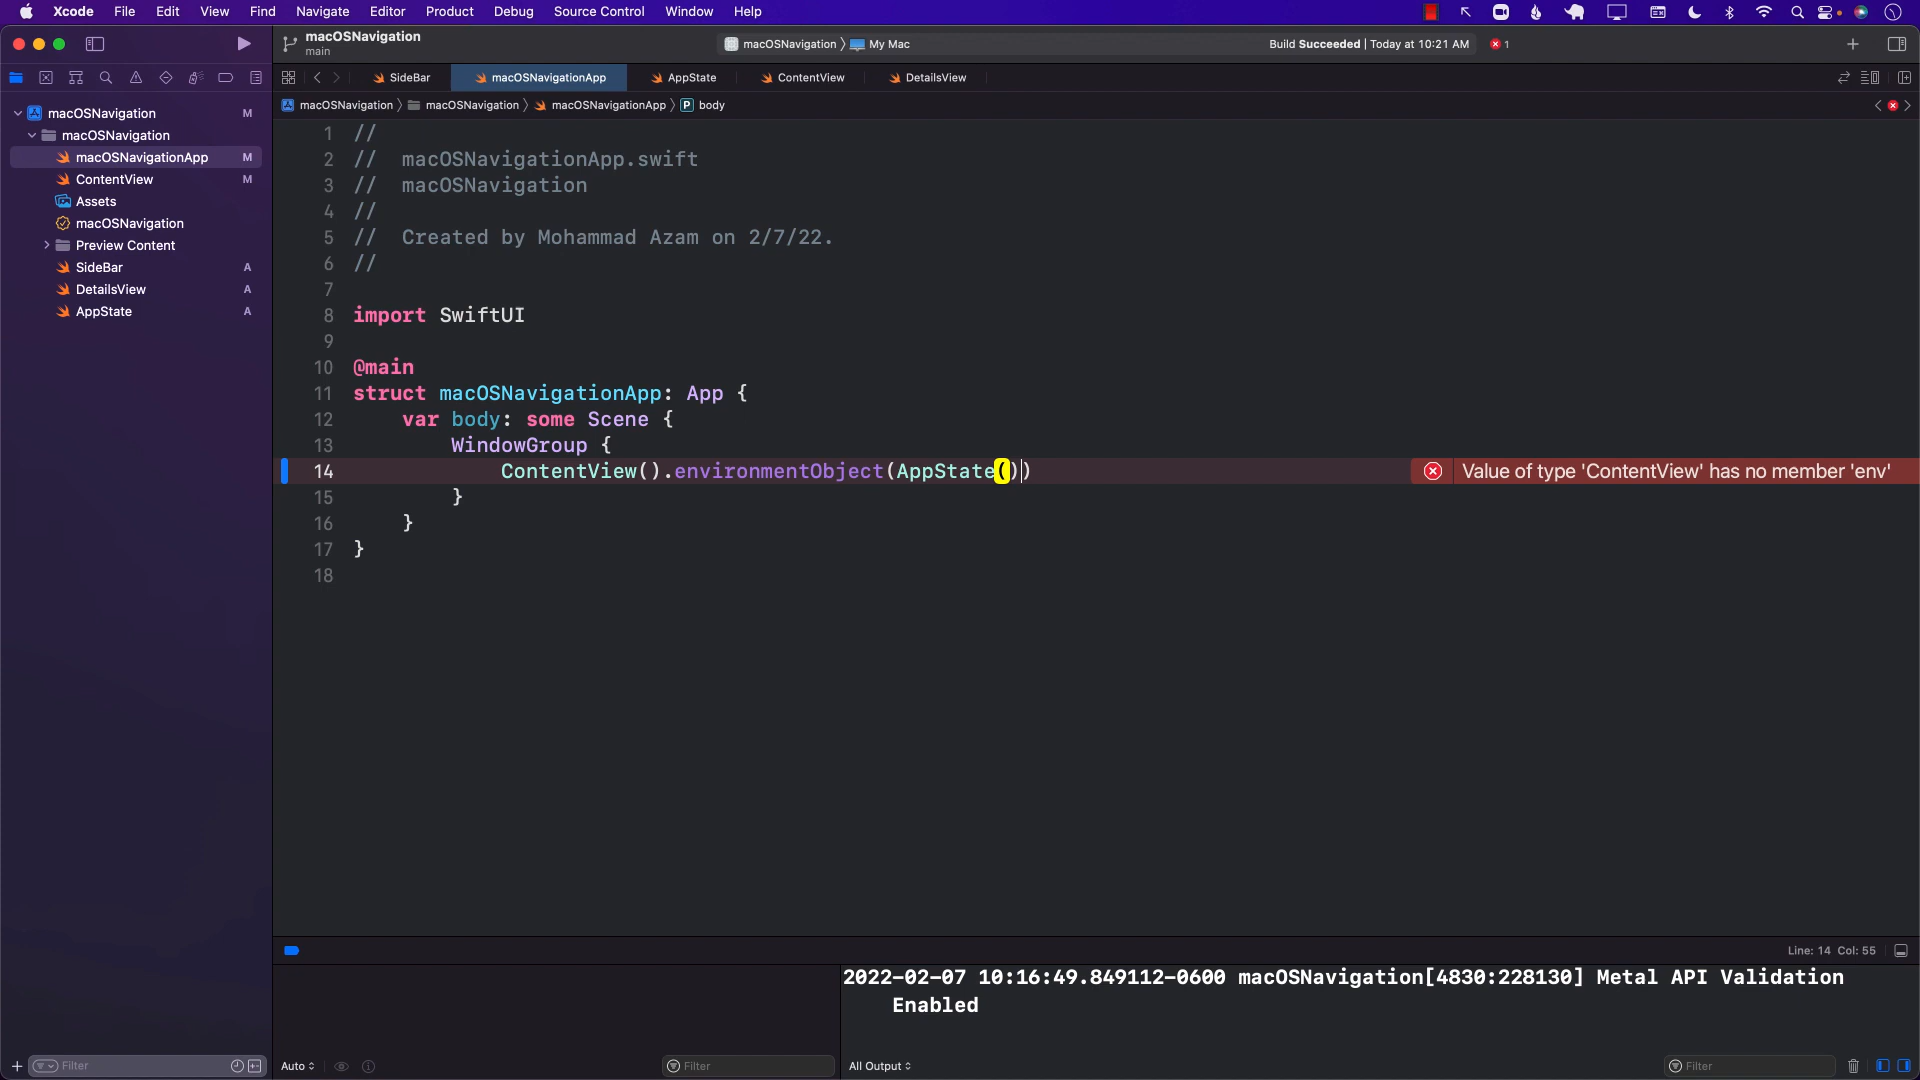 Xcode File Edit View Find Navigate Editor Product Debug Source Control Window Help
macOSNavigation
main
macOSNavigation My Mac
Build Succeeded | Today at 10:21 AM
1
SideBar macOSNavigationApp AppState ContentView DetailsView
macOSNavigation macOSNavigation macOSNavigationApp P body
macOSNavigation M
macOSNavigation
macOSNavigationApp M
ContentView M
Assets
macOSNavigation
Preview Content
SideBar A
DetailsView A
AppState A
1 //
2 // macOSNavigationApp.swift
3 // macOSNavigation
4 //
5 // Created by Mohammad Azam on 2/7/22.
6 //
7
8 import SwiftUI
9
10 @main
11 struct macOSNavigationApp: App {
12 var body: some Scene {
13 WindowGroup {
14 ContentView().environmentObject(AppState())
Value of type 'ContentView' has no member 'env'
15 }
16 }
17 }
18
Line: 14 Col: 55
2022-02-07 10:16:49.849112-0600 macOSNavigation[4830:228130] Metal API Validation
Enabled
Filter
Auto
Filter
All Output
Filter